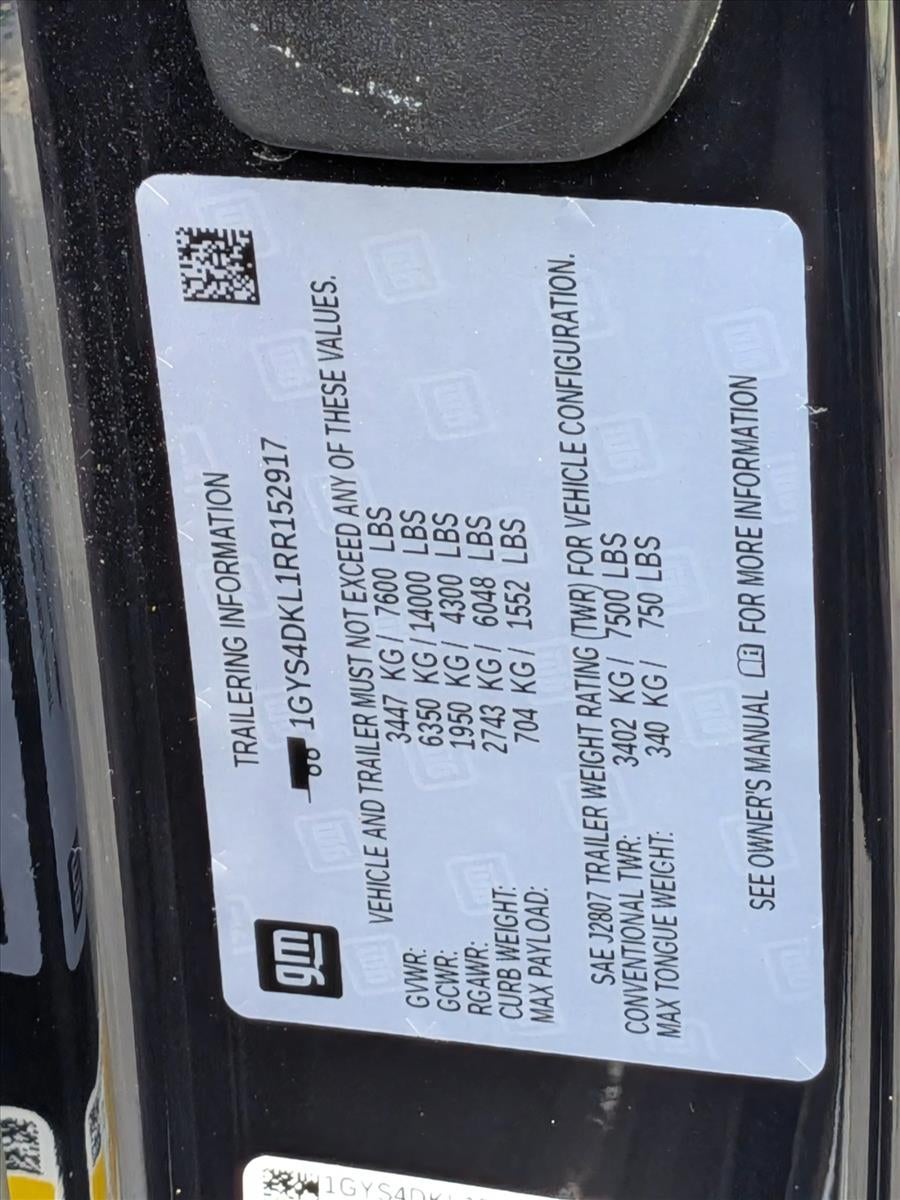 gm
TRAILERING INFORMATION
1GYS4DKL1RR152917
VEHICLE AND TRAILER MUST NOT EXCEED ANY OF THESE VALUES.
GVWR: 3447 KG / 7600 LBS
GCWR: 6350 KG / 14000 LBS
RGAWR: 1950 KG / 4300 LBS
CURB WEIGHT: 2743 KG / 6048 LBS
MAX PAYLOAD: 704 KG / 1552 LBS
SAE J2807 TRAILER WEIGHT RATING (TWR) FOR VEHICLE CONFIGURATION.
CONVENTIONAL TWR: 3402 KG / 7500 LBS
MAX TONGUE WEIGHT: 340 KG / 750 LBS
SEE OWNER'S MANUAL FOR MORE INFORMATION
1GYS4DKL